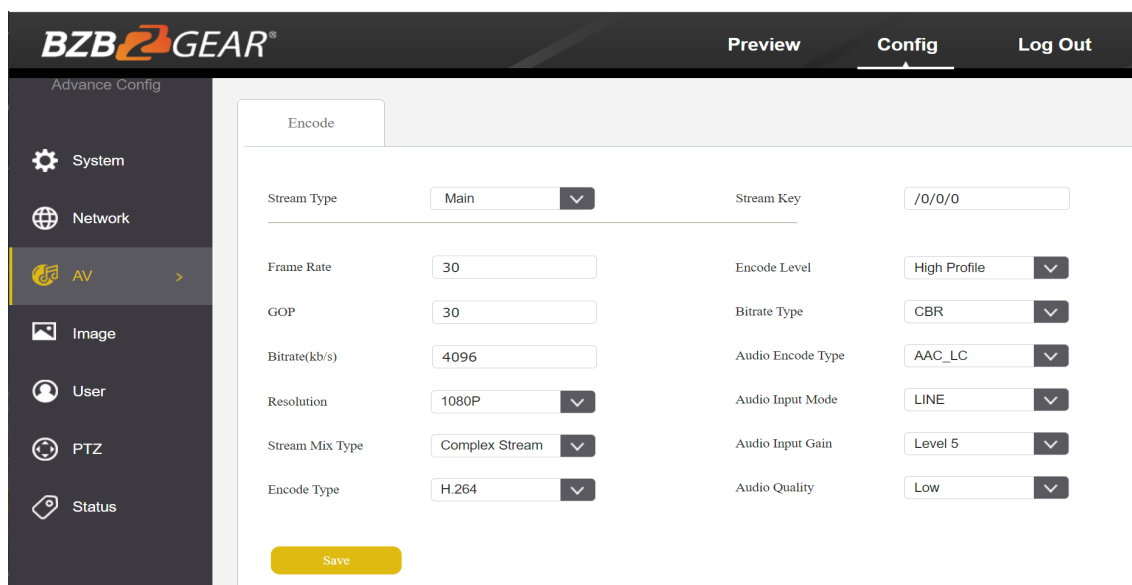 BZB GEAR®
Preview Config Log Out
Advance Config
System
Network
AV >
Image
User
PTZ
Status
Encode
Stream Type Main Stream Key /0/0/0
Frame Rate 30 Encode Level High Profile
GOP 30 Bitrate Type CBR
Bitrate(kb/s) 4096 Audio Encode Type AAC_LC
Resolution 1080P Audio Input Mode LINE
Stream Mix Type Complex Stream Audio Input Gain Level 5
Encode Type H.264 Audio Quality Low
Save